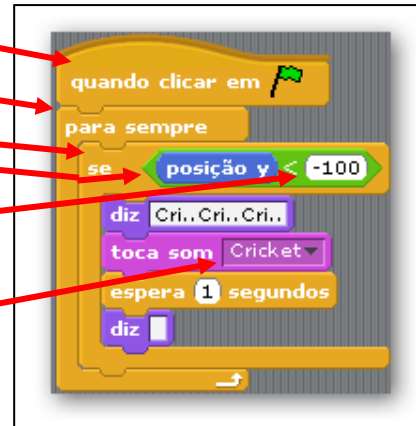 quando clicar em
para sempre
se posição y < -100
diz Cri..Cri..Cri..
toca som Cricket
espera 1 segundos
diz